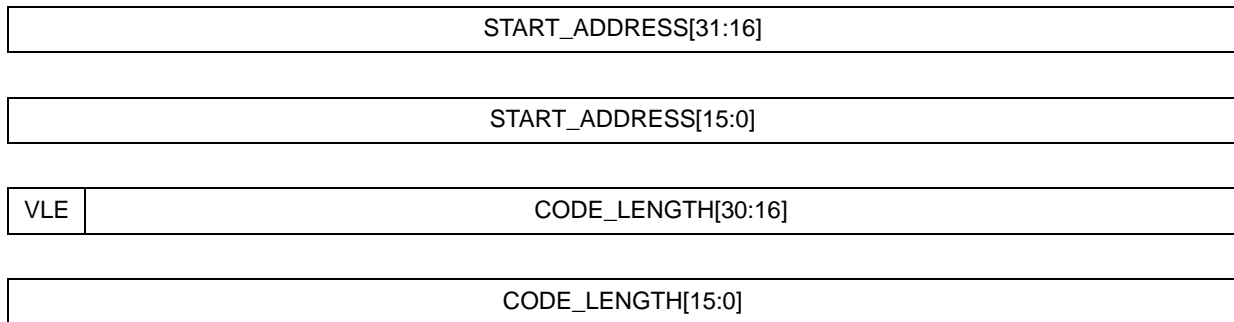 START_ADDRESS[31:16]
START_ADDRESS[15:0]
VLE CODE_LENGTH[30:16]
CODE_LENGTH[15:0]